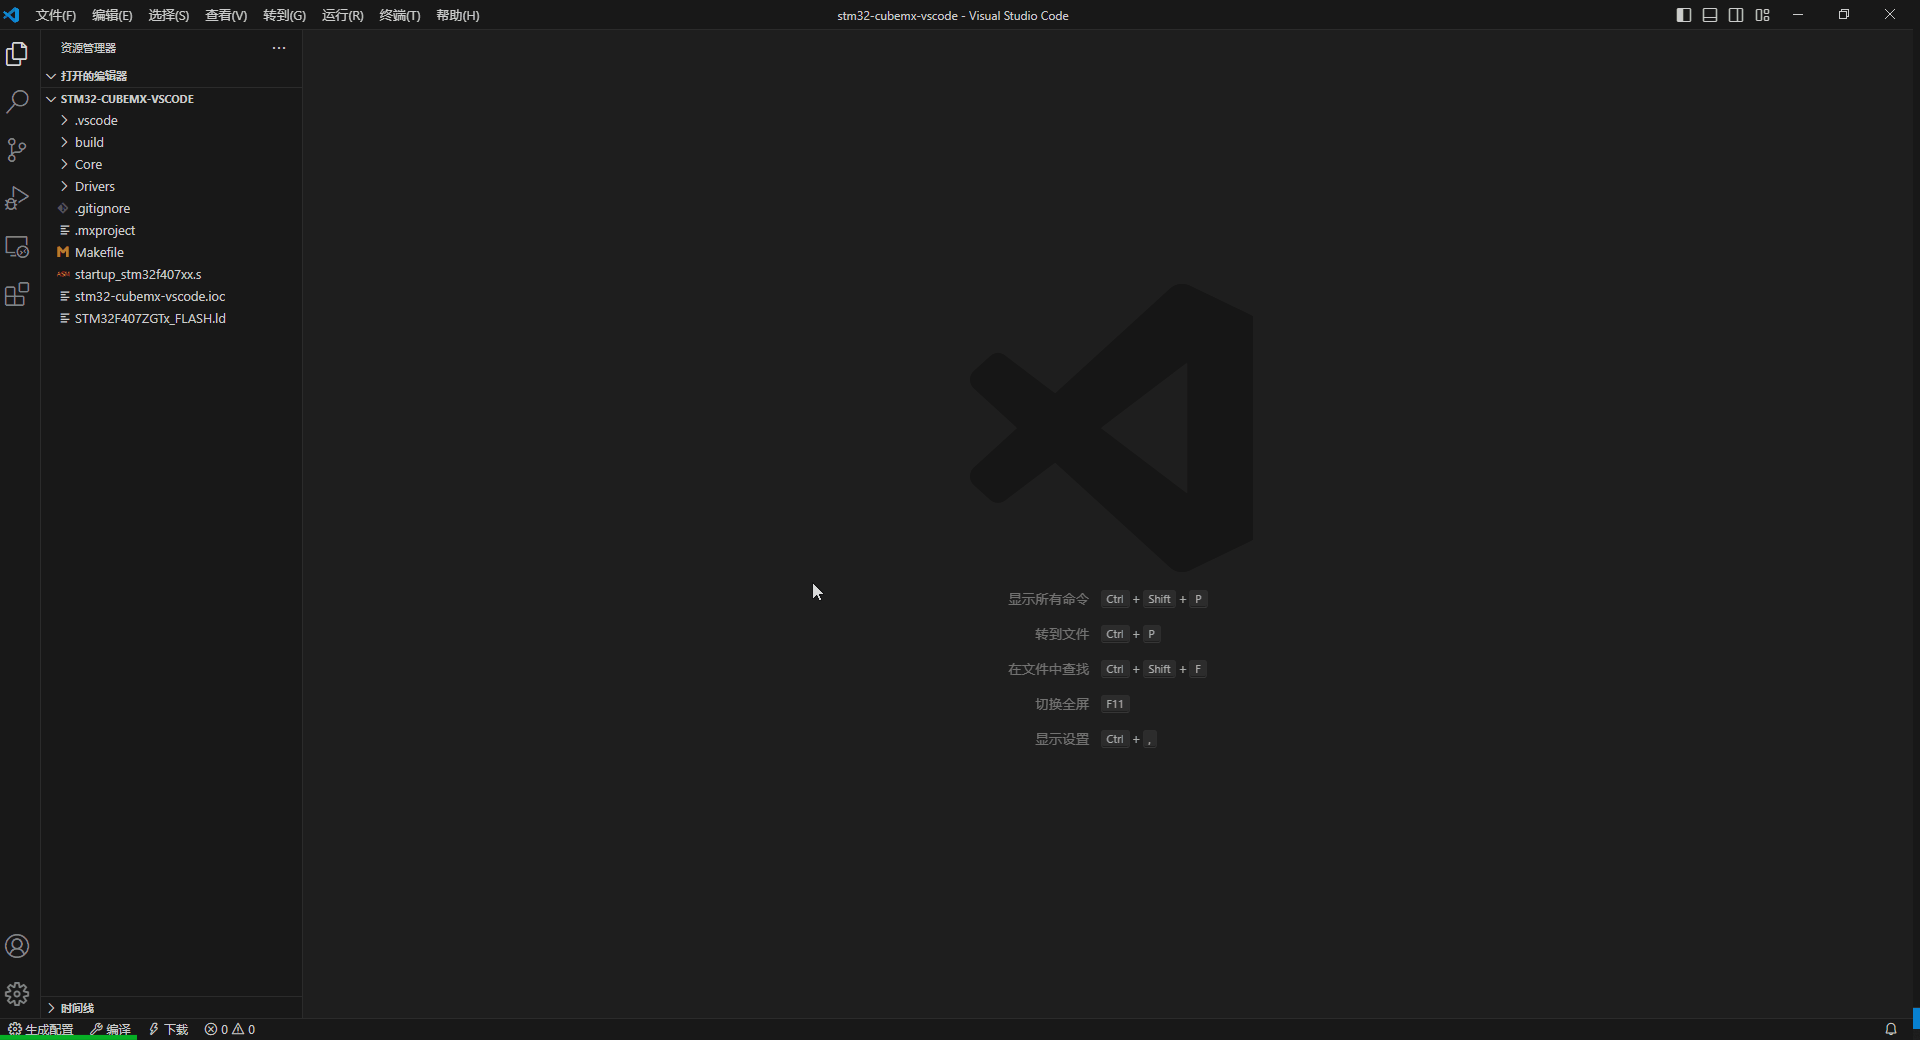 文件(F) 编辑(E) 选择(S) 查看(V) 转到(G) 运行(R) 终端(T) 帮助(H) stm32-cubemx-vscode - Visual Studio Code
资源管理器
打开的编辑器
STM32-CUBEMX-VSCODE
.vscode
build
Core
Drivers
.gitignore
.mxproject
M Makefile
ASM startup_stm32f407xx.s
stm32-cubemx-vscode.ioc
STM32F407ZGTx_FLASH.ld
显示所有命令 Ctrl + Shift + P
转到文件 Ctrl + P
在文件中查找 Ctrl + Shift + F
切换全屏 F11
显示设置 Ctrl + ,
时间线
生成配置 编译 下载 0 0